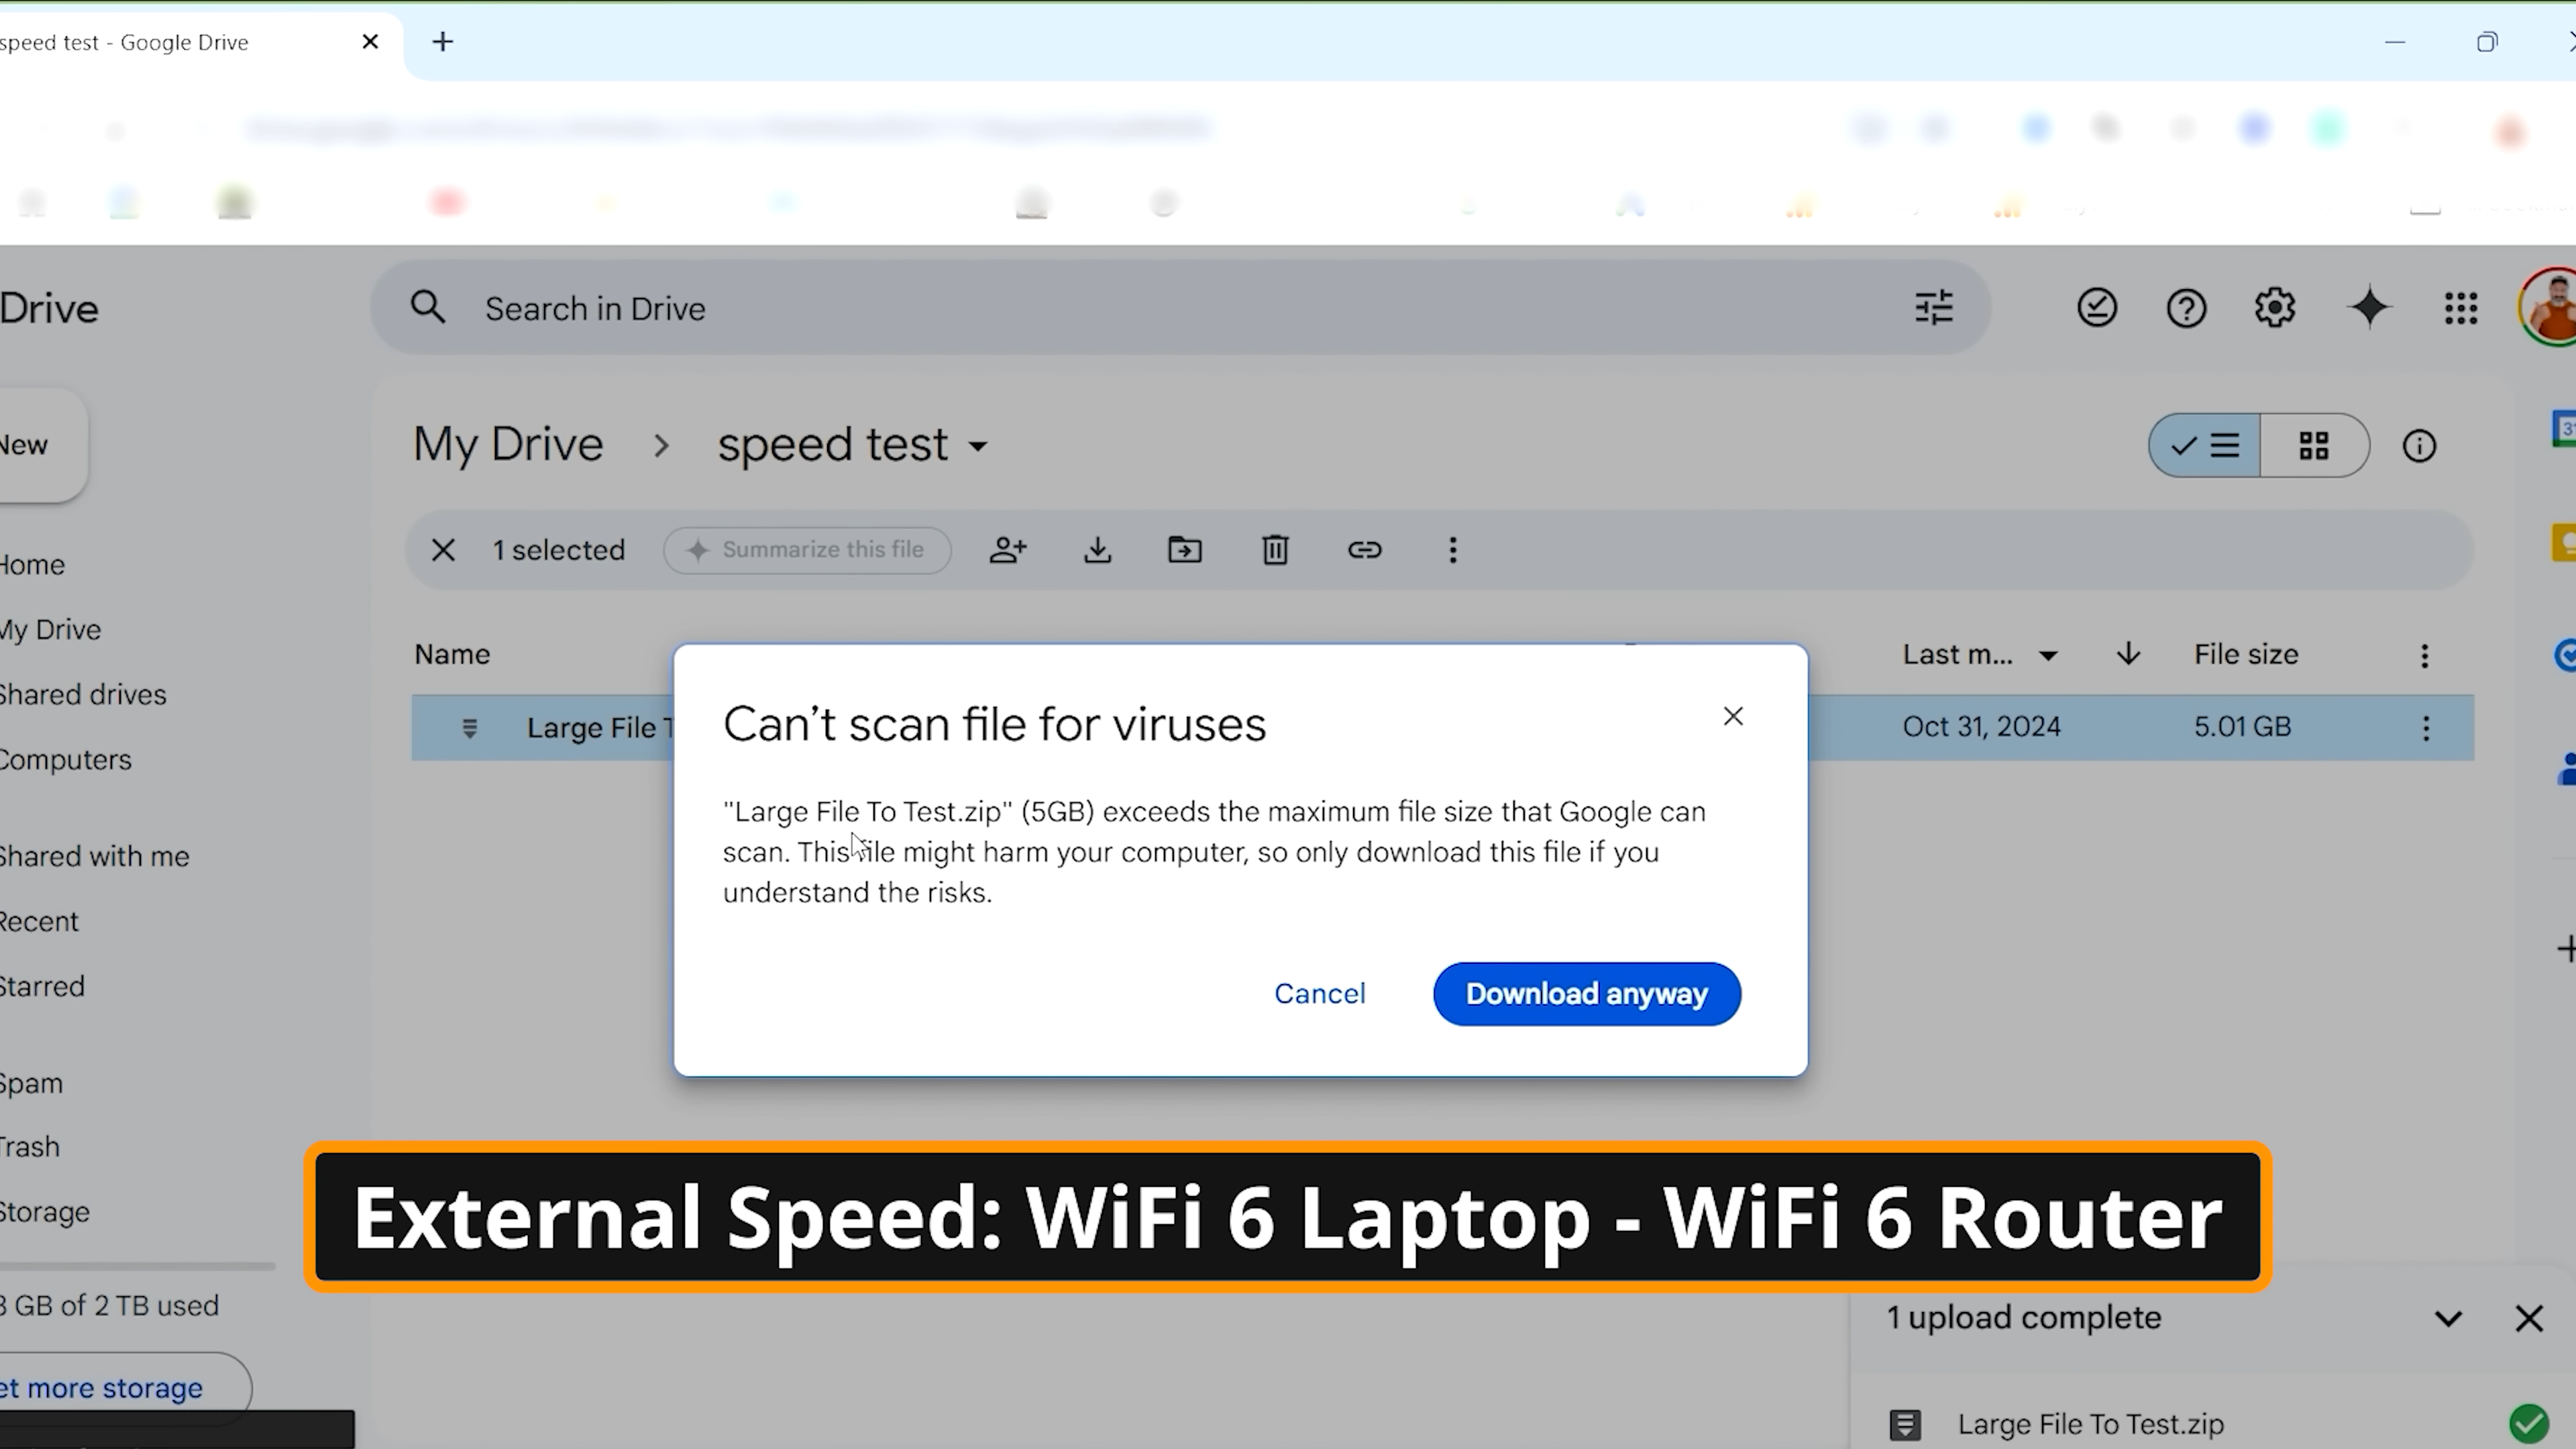 speed test - Google Drive
Drive
Search in Drive
New
My Drive > speed test
1 selected
Summarize this file
Home
My Drive
Shared drives
Computers
Shared with me
Recent
Starred
Spam
Trash
Storage
3 GB of 2 TB used
et more storage
Name
Last m...
File size
Large File T
Oct 31, 2024
5.01 GB
Can't scan file for viruses
"Large File To Test.zip" (5GB) exceeds the maximum file size that Google can
scan. This file might harm your computer, so only download this file if you
understand the risks.
Cancel
Download anyway
External Speed: WiFi 6 Laptop - WiFi 6 Router
1 upload complete
Large File To Test.zip